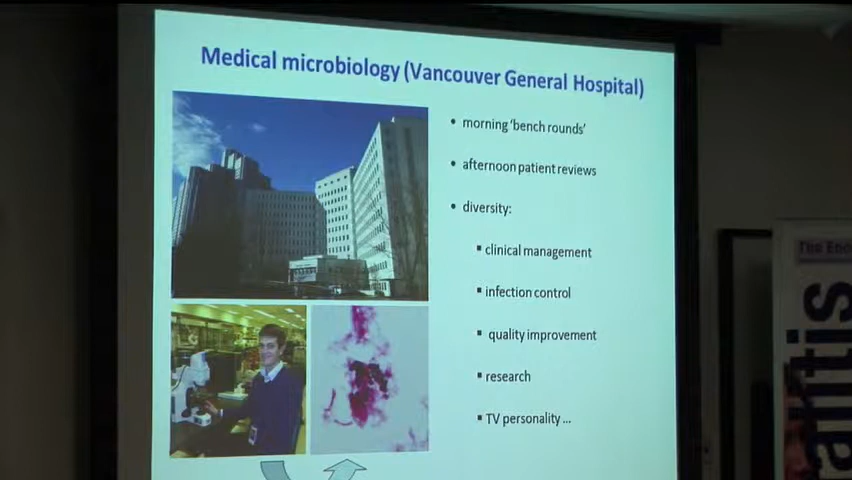 Medical microbiology (Vancouver General Hospital)
• morning 'bench rounds'
• afternoon patient reviews
• diversity:
▪ clinical management
▪ infection control
▪ quality improvement
▪ research
▪ TV personality ...
The